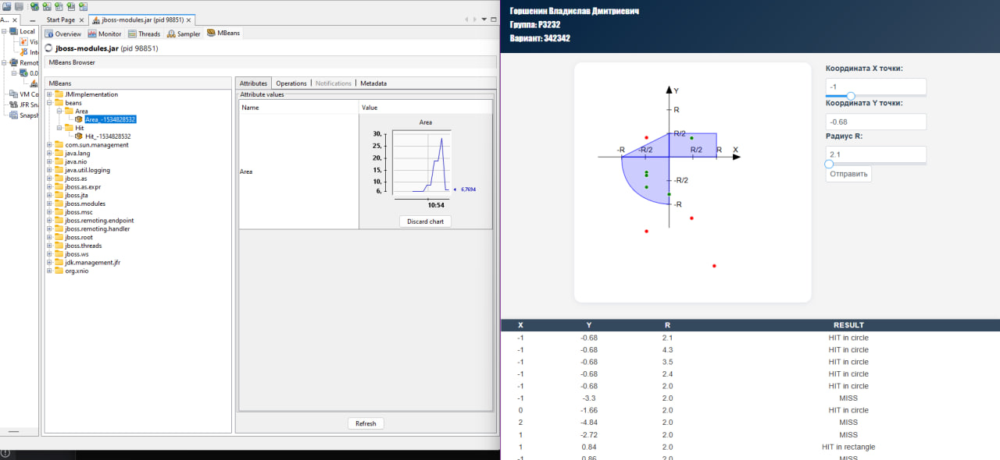 Start Page
jboss-modules.jar (pid 98851)
Overview
Monitor
Threads
Sampler
MBeans
jboss-modules.jar (pid 98851)
MBeans Browser
A...
Local
Vis
Inte
Remot
0.0
VM Co
JFR Sna
Snapsh
MBeans
JMImplementation
beans
Area
Area_-1534828532
Hit
Hit_-1534828532
com.sun.management
java.lang
java.nio
java.util.logging
jboss.as
jboss.as.expr
jboss.jta
jboss.modules
jboss.msc
jboss.remoting.endpoint
jboss.remoting.handler
jboss.root
jboss.threads
jboss.ws
jdk.management.jfr
org.xnio
Attributes
Operations
Notifications
Metadata
Attribute values
Name
Value
Area
Area
30,
25,
20,
15,
10,
6,
6,7694
10:54
Discard chart
Refresh
Горшенин Владислав Дмитриевич
Группа: P3232
Вариант: 342342
Y
R
R/2
-R
-R/2
R/2
R
X
-R/2
-R
Координата X точки:
-1
Координата Y точки:
-0.68
Радиус R:
2.1
Отправить
X Y R RESULT
-1 -0.68 2.1 HIT in circle
-1 -0.68 4.3 HIT in circle
-1 -0.68 3.5 HIT in circle
-1 -0.68 2.4 HIT in circle
-1 -0.68 2.0 HIT in circle
-1 -3.3 2.0 MISS
0 -1.66 2.0 HIT in circle
2 -4.84 2.0 MISS
1 -2.72 2.0 MISS
1 0.84 2.0 HIT in rectangle
-1 0.86 2.0 MISS